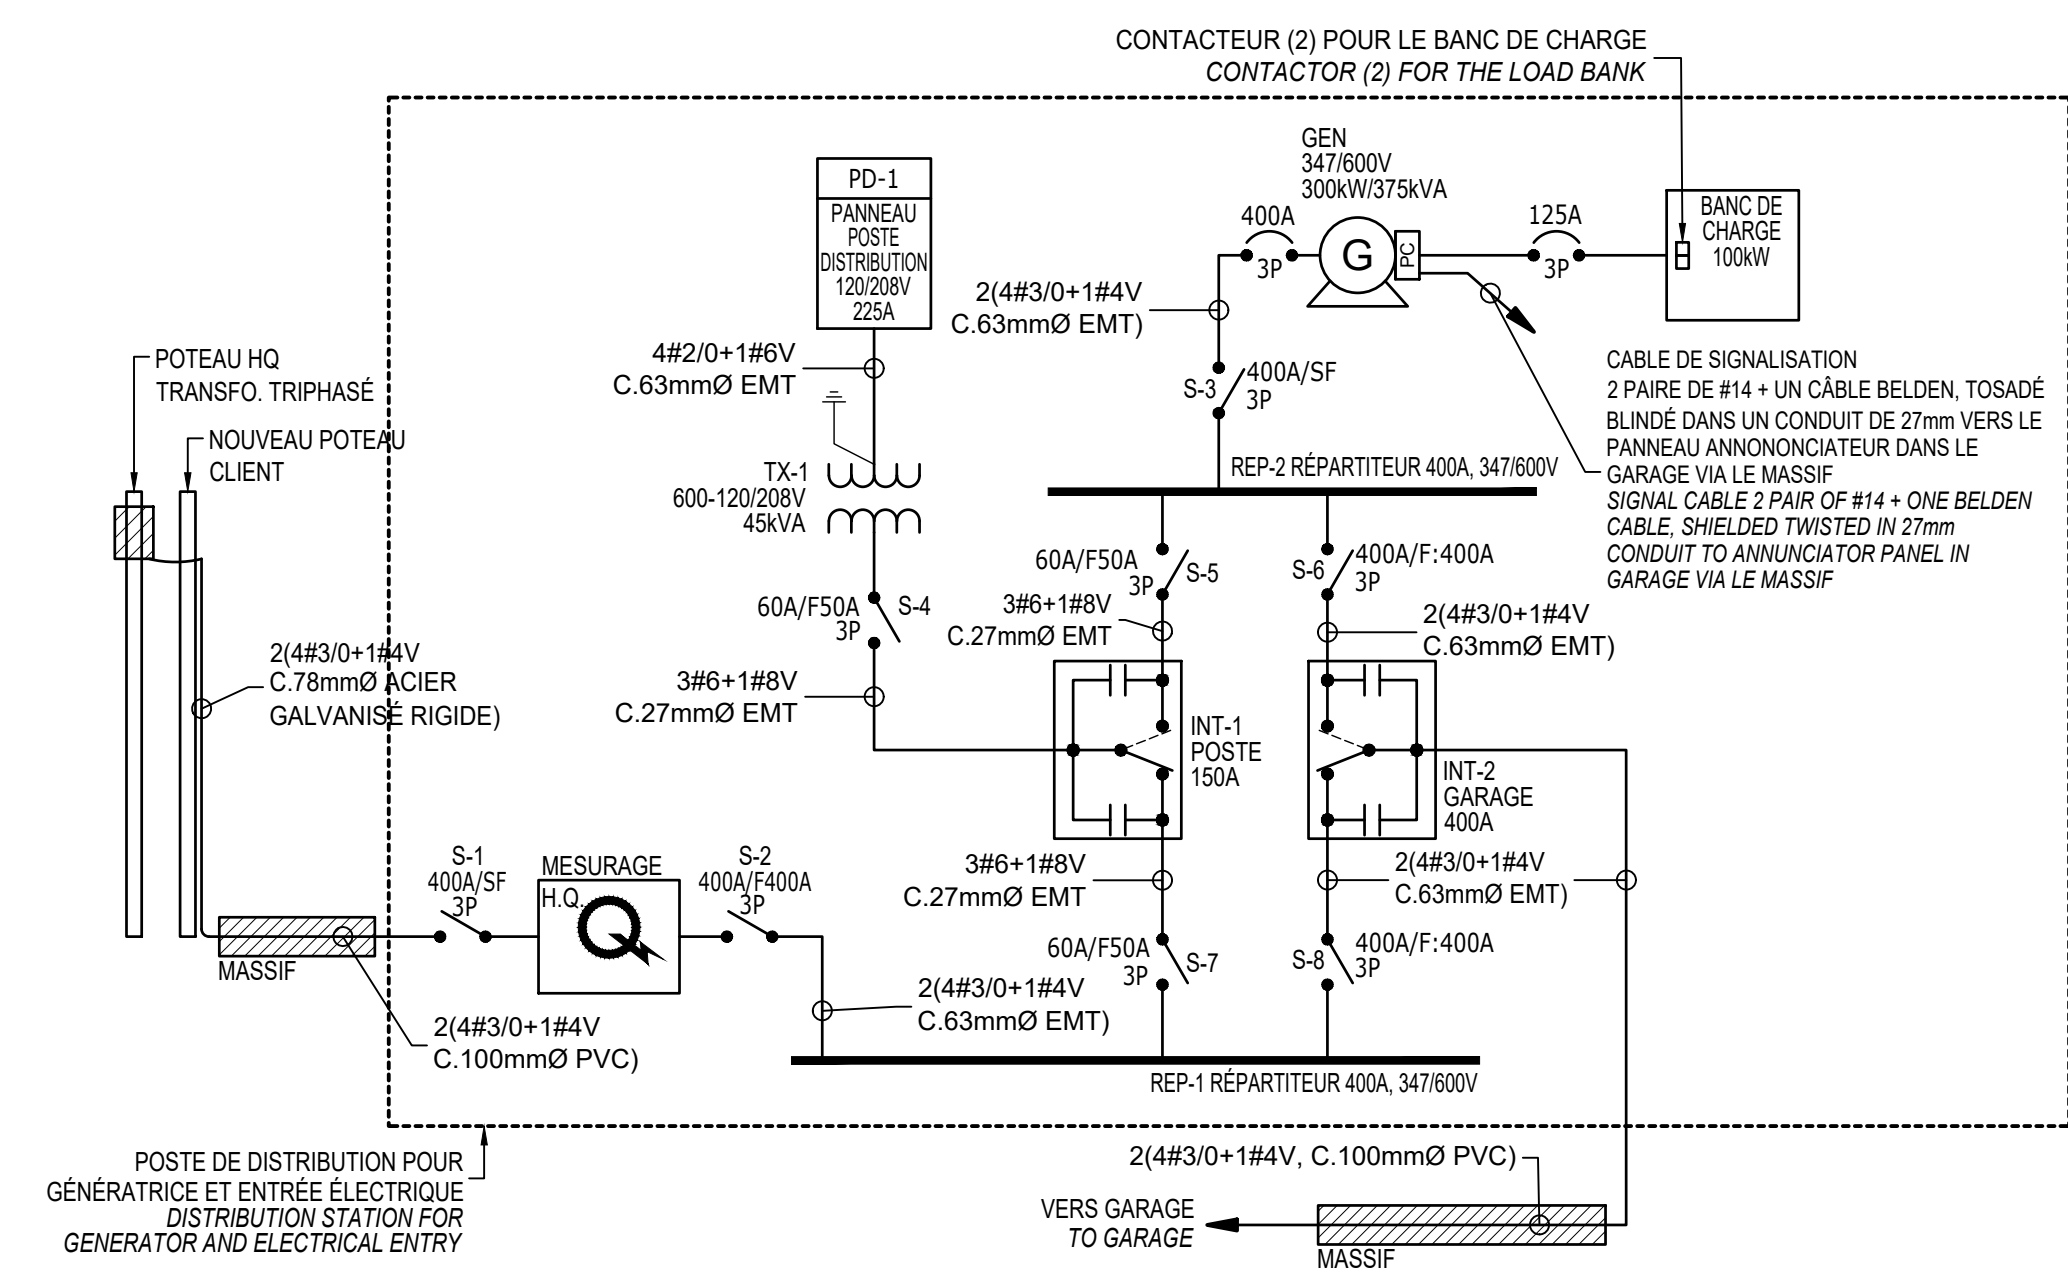 CONTACTEUR (2) POUR LE BANC DE CHARGE
CONTACTOR (2) FOR THE LOAD BANK
PD-1
PANNEAU
POSTE
DISTRIBUTION
120/208V
225A
GEN
347/600V
300kW/375kVA
400A
3P
G
PC
125A
3P
BANC DE
CHARGE
100kW
2(4#3/0+1#4V
C.63mmØ EMT)
4#2/0+1#6V
C.63mmØ EMT
S-3
400A/SF
3P
CABLE DE SIGNALISATION
2 PAIRE DE #14 + UN CÂBLE BELDEN, TOSADÉ
BLINDÉ DANS UN CONDUIT DE 27mm VERS LE
PANNEAU ANNONONCIATEUR DANS LE
GARAGE VIA LE MASSIF
SIGNAL CABLE 2 PAIR OF #14 + ONE BELDEN
CABLE, SHIELDED TWISTED IN 27mm
CONDUIT TO ANNUNCIATOR PANEL IN
GARAGE VIA LE MASSIF
POTEAU HQ
TRANSFO. TRIPHASÉ
NOUVEAU POTEAU
CLIENT
TX-1
600-120/208V
45kVA
REP-2 RÉPARTITEUR 400A, 347/600V
60A/F50A
3P
S-4
60A/F50A
3P
S-5
S-6
400A/F:400A
3P
3#6+1#8V
C.27mmØ EMT
2(4#3/0+1#4V
C.63mmØ EMT)
2(4#3/0+1#4V
C.78mmØ ACIER
GALVANISÉ RIGIDE)
3#6+1#8V
C.27mmØ EMT
INT-1
POSTE
150A
INT-2
GARAGE
400A
S-1
400A/SF
3P
MESURAGE
H.Q.
S-2
400A/F400A
3P
3#6+1#8V
C.27mmØ EMT
2(4#3/0+1#4V
C.63mmØ EMT)
60A/F50A
3P
S-7
S-8
400A/F:400A
3P
MASSIF
2(4#3/0+1#4V
C.100mmØ PVC)
2(4#3/0+1#4V
C.63mmØ EMT)
REP-1 RÉPARTITEUR 400A, 347/600V
POSTE DE DISTRIBUTION POUR
GÉNÉRATRICE ET ENTRÉE ÉLECTRIQUE
DISTRIBUTION STATION FOR
GENERATOR AND ELECTRICAL ENTRY
2(4#3/0+1#4V, C.100mmØ PVC)
VERS GARAGE
TO GARAGE
MASSIF